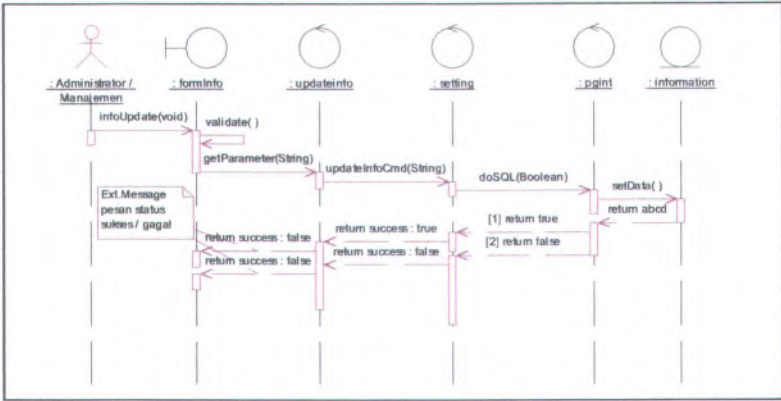 : Administrator /
Manajemen
: formInfo
: updateinfo
: setting
: pgInt
: information
infoUpdate(void)
validate( )
getParameter(String)
updateInfoCmd(String)
doSQL(Boolean)
setData( )
return abcd
Ext.Message
pesan status
sukses / gagal
[1] return true
return success : true
return success : false
[2] return false
return success : false
return success : false